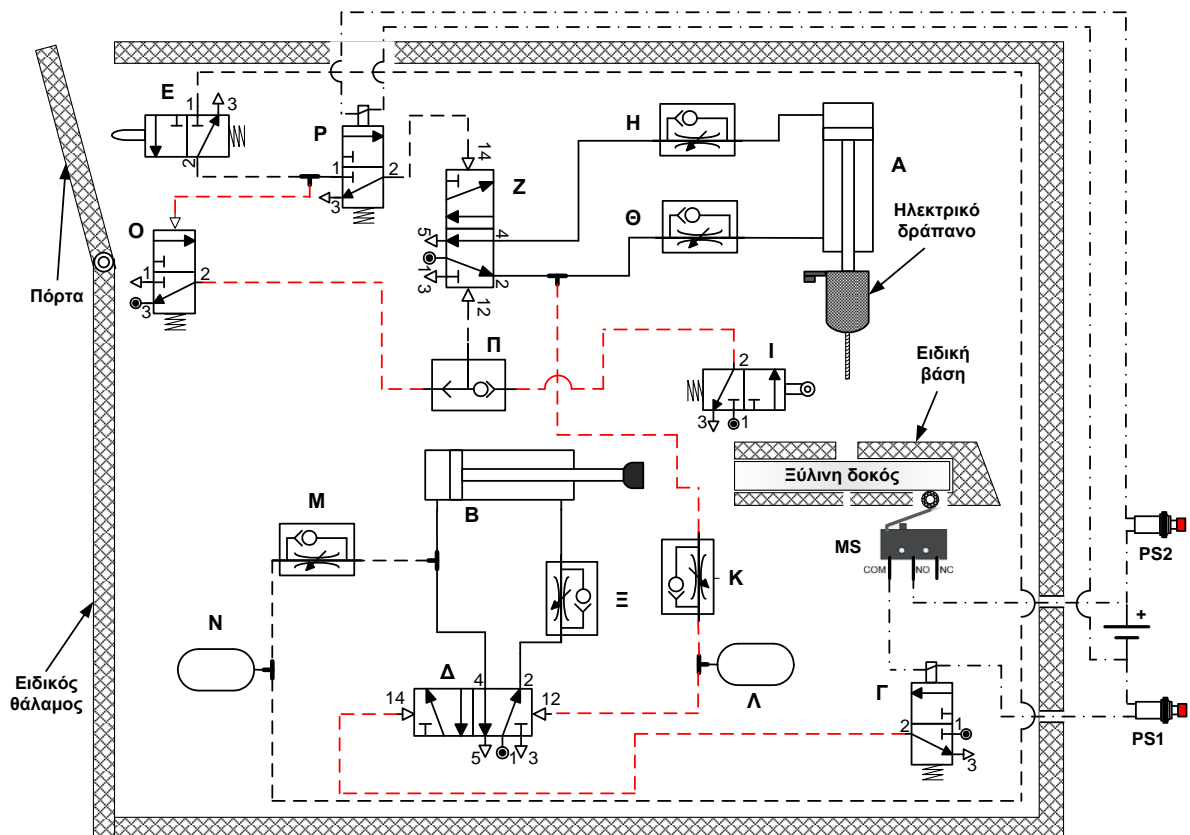 Ε
1
3
2
Ρ
1
2
3
14
Ζ
5
4
1
3
2
12
Η
Θ
Α
Ηλεκτρικό
δράπανο
Ο
1
2
3
Πόρτα
Π
2
Ι
3
1
Ειδική
βάση
Ξύλινη δοκός
MS
COM
NO
NC
PS2
+
PS1
Β
Μ
Ξ
Κ
Ν
Λ
Δ
14
4
2
12
5
1
3
Γ
2
1
3
Ειδικός
θάλαμος